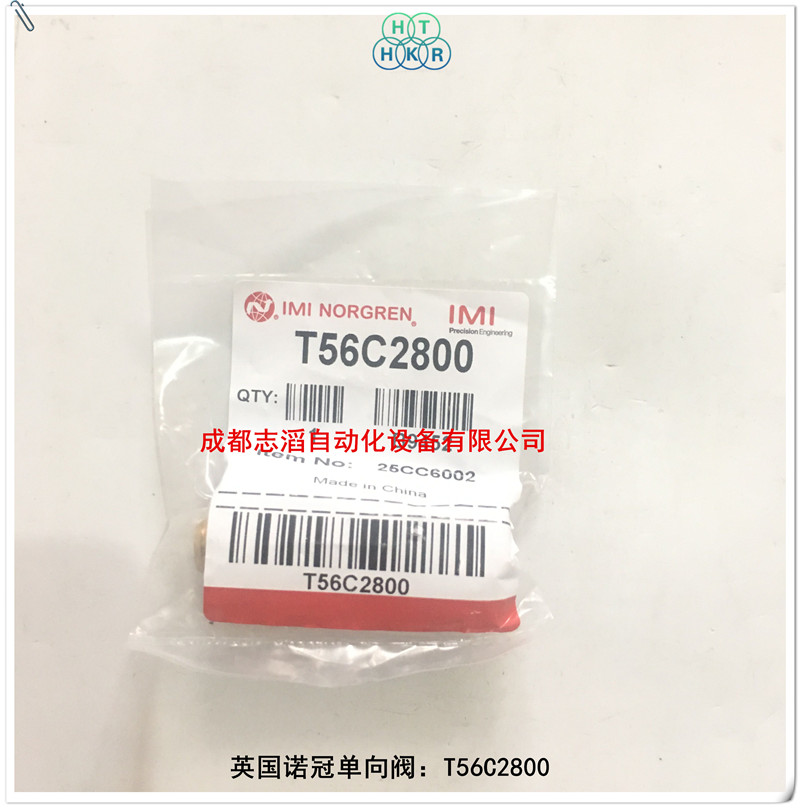 H T
H K R
IMI NORGREN®
IMI
Precision Engineering
T56C2800
QTY:
成都志滔自动化设备有限公司
Item No: 25CC6002
Made in China
T56C2800
英国诺冠单向阀：T56C2800